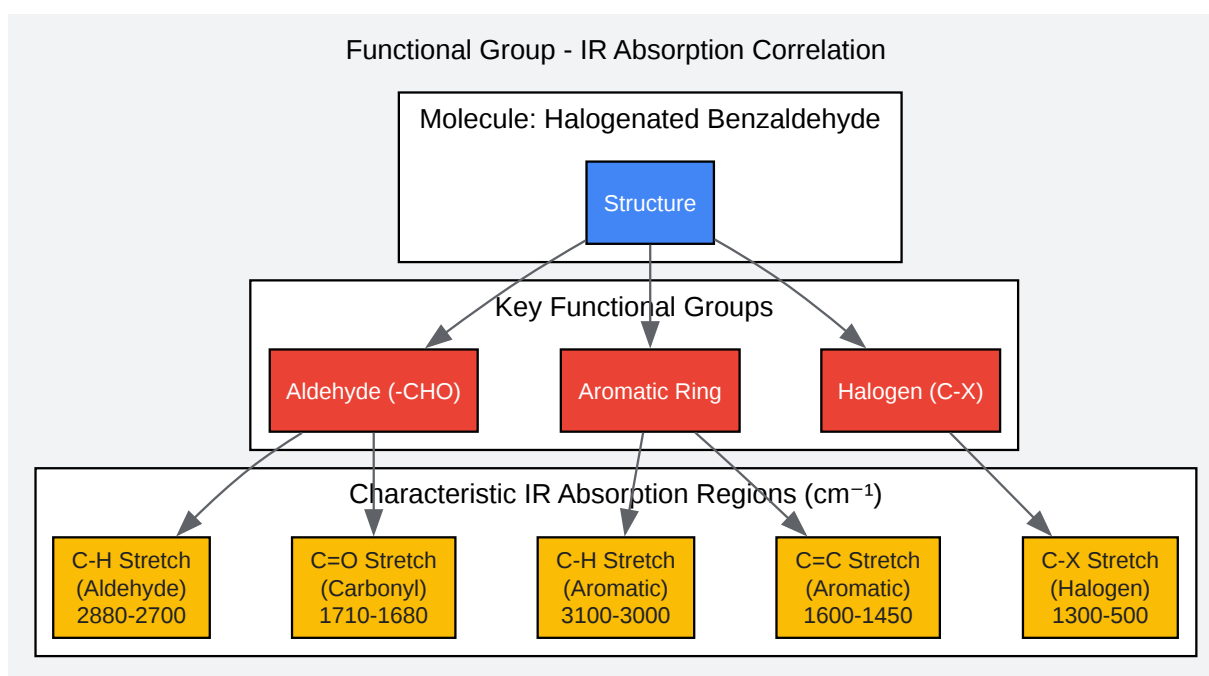 Functional Group - IR Absorption Correlation
Molecule: Halogenated Benzaldehyde
Structure
Key Functional Groups
Aldehyde (-CHO)
Aromatic Ring
Halogen (C-X)
Characteristic IR Absorption Regions (cm⁻¹)
C-H Stretch
(Aldehyde)
2880-2700
C=O Stretch
(Carbonyl)
1710-1680
C-H Stretch
(Aromatic)
3100-3000
C=C Stretch
(Aromatic)
1600-1450
C-X Stretch
(Halogen)
1300-500